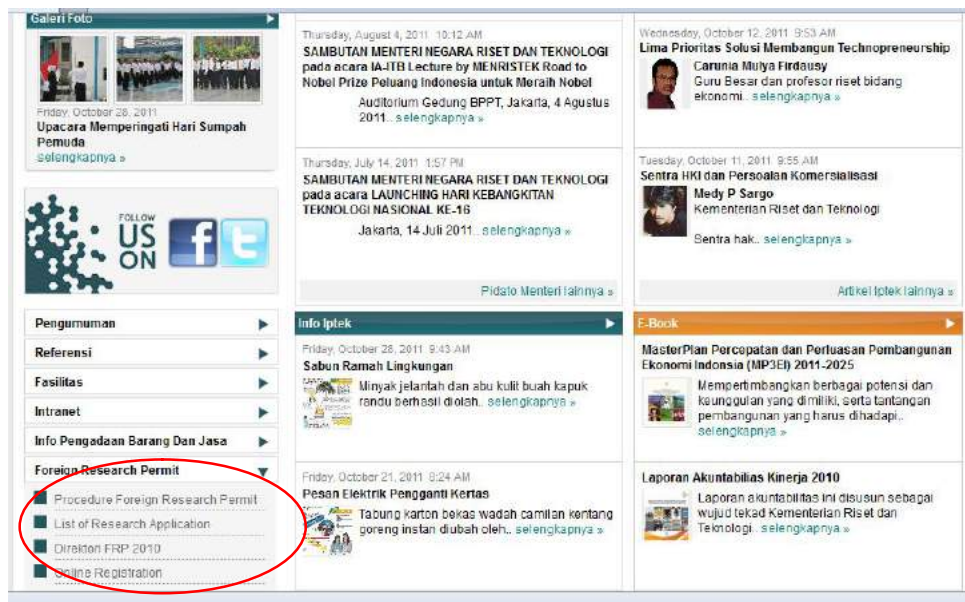 Galeri Foto
Friday, October 28, 2011
Upacara Memperingati Hari Sumpah
Pemuda
selengkapnya »
FOLLOW
US
ON
Pengumuman
Referensi
Fasilitas
Intranet
Info Pengadaan Barang Dan Jasa
Foreign Research Permit
Procedure Foreign Research Permit
List of Research Application
Direktori FRP 2010
Online Registration
Thursday, August 4, 2011 10:12 AM
SAMBUTAN MENTERI NEGARA RISET DAN TEKNOLOGI
pada acara IA-ITB Lecture by MENRISTEK Road to
Nobel Prize Peluang Indonesia untuk Meraih Nobel
Auditorium Gedung BPPT, Jakarta, 4 Agustus
2011.. selengkapnya »
Thursday, July 14, 2011 1:57 PM
SAMBUTAN MENTERI NEGARA RISET DAN TEKNOLOGI
pada acara LAUNCHING HARI KEBANGKITAN
TEKNOLOGI NASIONAL KE-16
Jakarta, 14 Juli 2011.. selengkapnya »
Pidato Menteri lainnya »
Info Iptek
Friday, October 28, 2011 9:43 AM
Sabun Ramah Lingkungan
Minyak jelantah dan abu kulit buah kapuk
randu berhasil diolah.. selengkapnya »
Friday, October 21, 2011 8:24 AM
Pesan Elektrik Pengganti Kertas
Tabung karton bekas wadah camilan kentang
goreng instan diubah oleh.. selengkapnya »
Wednesday, October 12, 2011 9:53 AM
Lima Prioritas Solusi Membangun Technopreneurship
Carunia Mulya Firdausy
Guru Besar dan profesor riset bidang
ekonomi.. selengkapnya »
Tuesday, October 11, 2011 9:55 AM
Sentra HKI dan Persoalan Komersialisasi
Medy P Sargo
Kementerian Riset dan Teknologi
Sentra hak.. selengkapnya »
Artikel Iptek lainnya »
E-Book
MasterPlan Percepatan dan Perluasan Pembangunan
Ekonomi Indonsia (MP3EI) 2011-2025
Mempertimbangkan berbagai potensi dan
keunggulan yang dimiliki, serta tantangan
pembangunan yang harus dihadapi..
selengkapnya »
Laporan Akuntabilias Kinerja 2010
Laporan akuntabilitas ini disusun sebagai
wujud tekad Kementerian Riset dan
Teknologi.. selengkapnya »